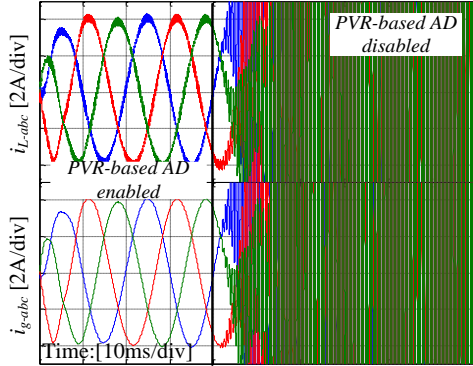 PVR-based AD
disabled
i_{L-abc} [2A/div]
PVR-based AD
enabled
i_{g-abc} [2A/div]
Time:[10ms/div]